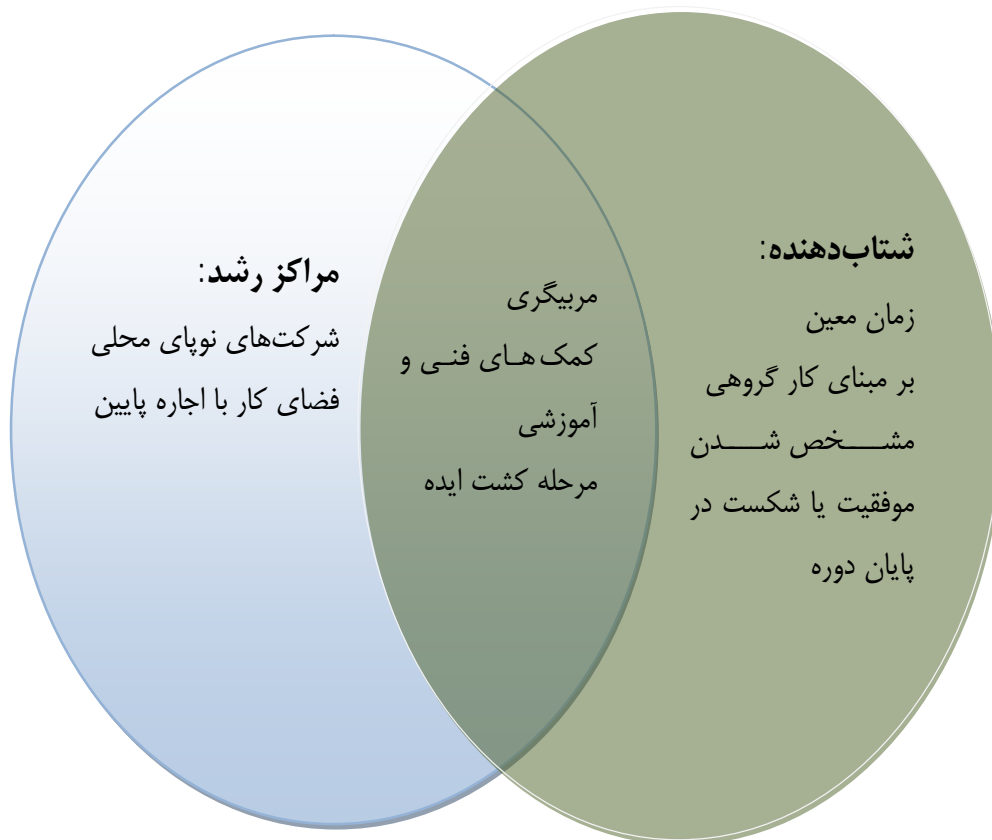 شتاب‌دهنده:
زمان معین
بر مبنای کار گروهی
مشخص شدن
موفقیت یا شکست در
پایان دوره
مربیگری
کمک‌های فنی و
آموزشی
مرحله کشت ایده
مراکز رشد:
شرکت‌های نوپای محلی
فضای کار با اجاره پایین